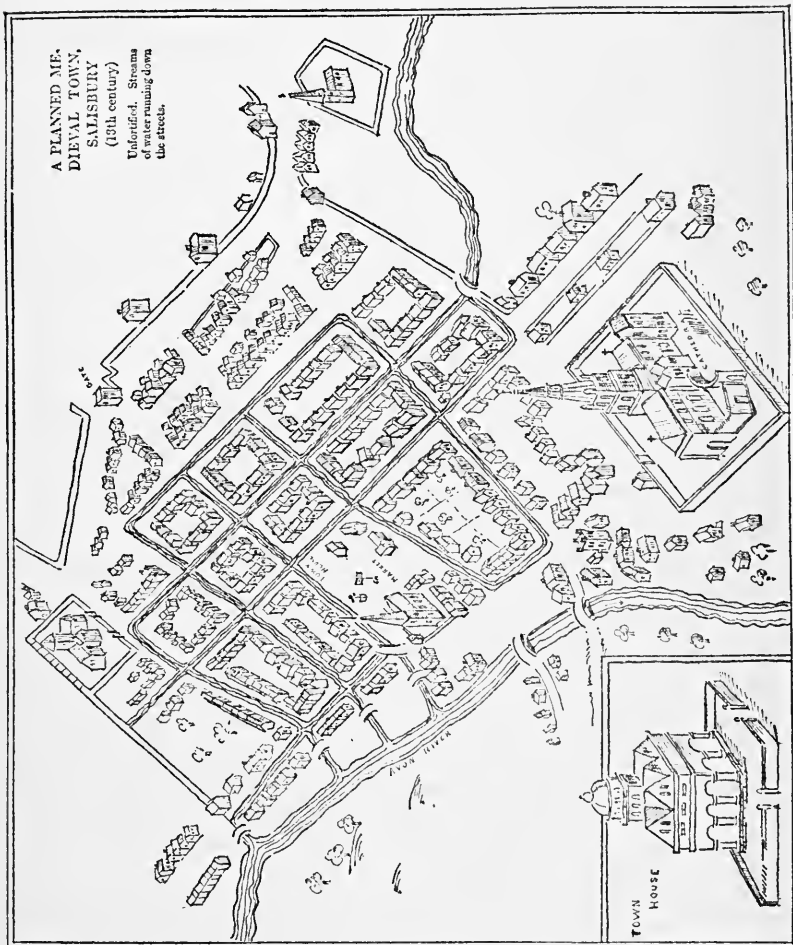 A PLANNED ME-
DIEVAL TOWN,
SALISBURY
(13th century)
Unfortified. Streams
of water running down
the streets.
GATE
MARKET
AVON RIVER
TOWN
HOUSE